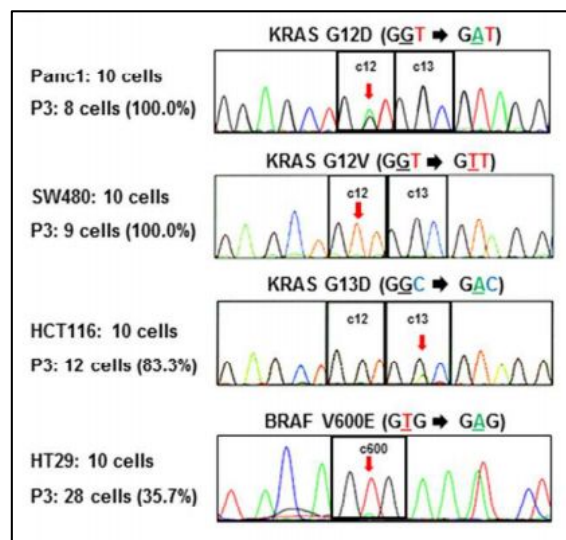 KRAS G12D (GGT ➡ GAT)
Panc1: 10 cells
P3: 8 cells (100.0%)
c12 c13
KRAS G12V (GGT ➡ GTT)
SW480: 10 cells
P3: 9 cells (100.0%)
c12 c13
KRAS G13D (GGC ➡ GAC)
HCT116: 10 cells
P3: 12 cells (83.3%)
c12 c13
BRAF V600E (GTG ➡ GAG)
HT29: 10 cells
P3: 28 cells (35.7%)
c600